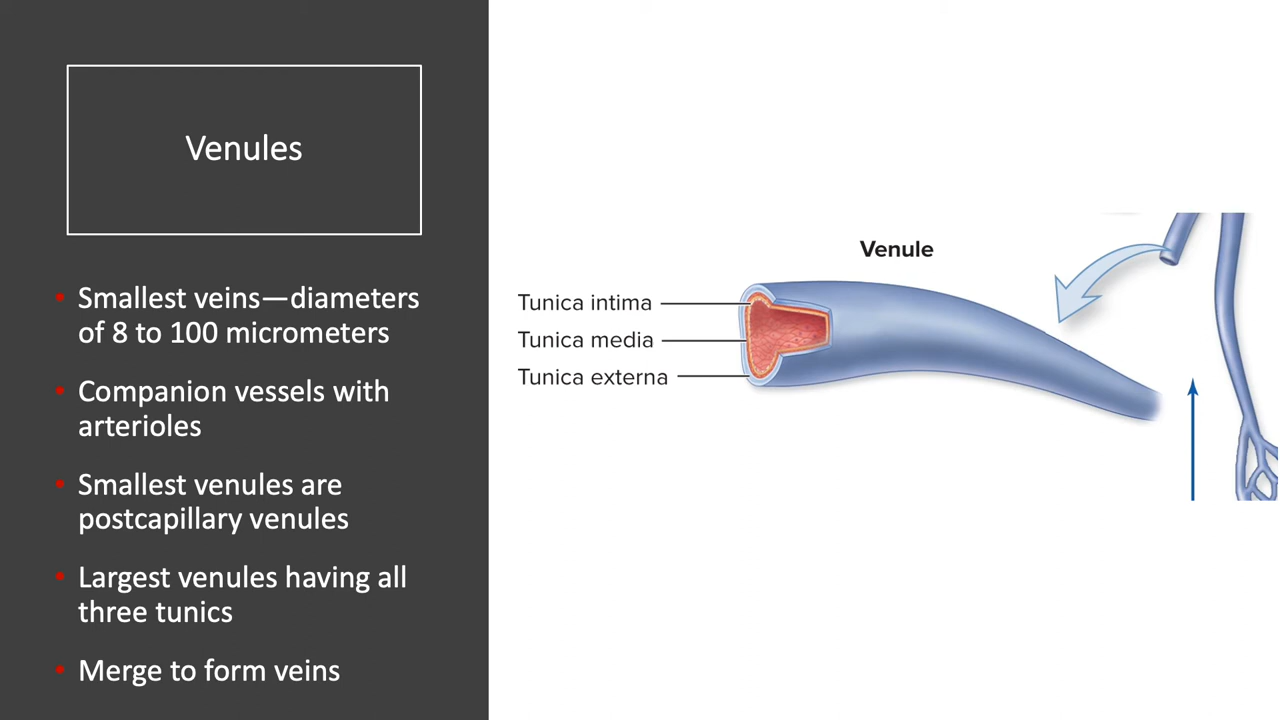 Venules
• Smallest veins—diameters
of 8 to 100 micrometers
• Companion vessels with
arterioles
• Smallest venules are
postcapillary venules
• Largest venules having all
three tunics
• Merge to form veins
Venule
Tunica intima
Tunica media
Tunica externa